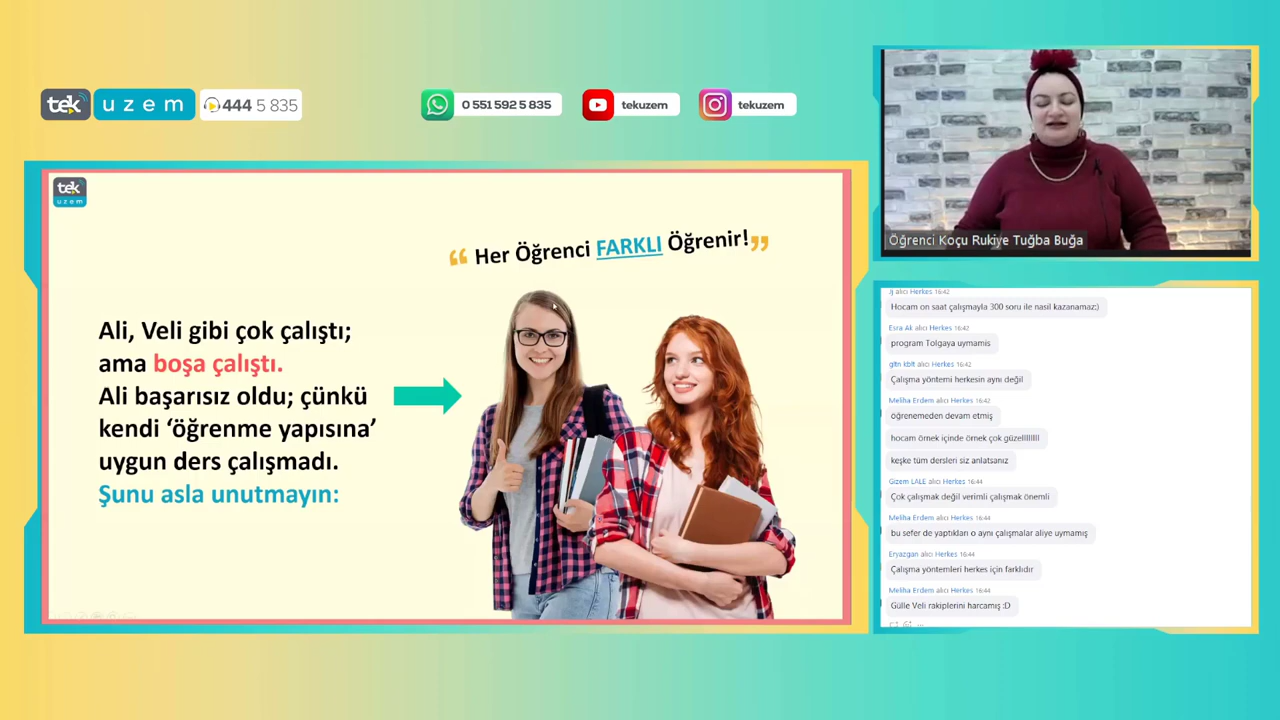 tek
uzem
444 5 835
0 551 592 5 835
tekuzem
tekuzem
tek
uzem
“ Her Öğrenci FARKLI Öğrenir! ”
Ali, Veli gibi çok çalıştı;
ama boşa çalıştı.
Ali başarısız oldu; çünkü
kendi ‘öğrenme yapısına’
uygun ders çalışmadı.
Şunu asla unutmayın:
Öğrenci Koçu Rukiye Tuğba Buğa
alıcı Herkes 16:42
Hocam on saat çalışmayla 300 soru ile nasil kazanamaz:)
Esra Ak alıcı Herkes 16:42
program Tolgaya uymamis
gltn kblt alıcı Herkes 16:42
Çalışma yöntemi herkesin aynı değil
Meliha Erdem alıcı Herkes 16:42
öğrenemeden devam etmiş
hocam örnek içinde örnek çok güzellllllll
keşke tüm dersleri siz anlatsanız
Gizem LALE alıcı Herkes 16:44
Çok çalışmak değil verimli çalışmak önemli
Meliha Erdem alıcı Herkes 16:44
bu sefer de yaptıkları o aynı çalışmalar aliye uymamış
Eryazgan alıcı Herkes 16:44
Çalışma yöntemleri herkes için farklıdır
Meliha Erdem alıcı Herkes 16:44
Gülle Veli rakiplerini harcamış :D